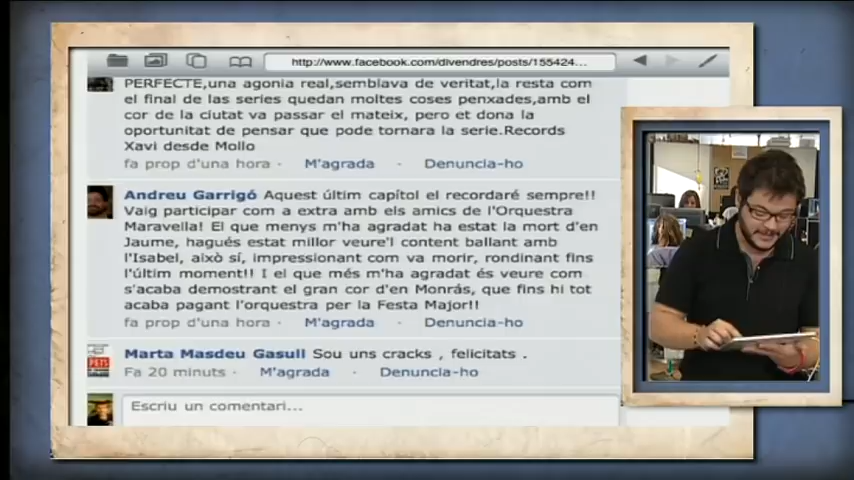 http://www.facebook.com/divendres/posts/155424...
PERFECTE,una agonia real,semblava de veritat,la resta com
el final de las series quedan moltes coses penxades,amb el
cor de la ciutat va passar el mateix, pero et dona la
oportunitat de pensar que pode tornara la serie.Records
Xavi desde Mollo
fa prop d'una hora · M'agrada · Denuncia-ho
Andreu Garrigó Aquest últim capítol el recordaré sempre!!
Vaig participar com a extra amb els amics de l'Orquestra
Maravella! El que menys m'ha agradat ha estat la mort d'en
Jaume, hagués estat millor veure'l content ballant amb
l'Isabel, això sí, impressionant com va morir, rondinant fins
l'últim moment!! I el que més m'ha agradat és veure com
s'acaba demostrant el gran cor d'en Monrás, que fins hi tot
acaba pagant l'orquestra per la Festa Major!!
fa prop d'una hora · M'agrada · Denuncia-ho
Marta Masdeu Gasull Sou uns cracks , felicitats .
Fa 20 minuts · M'agrada · Denuncia-ho
Escriu un comentari...